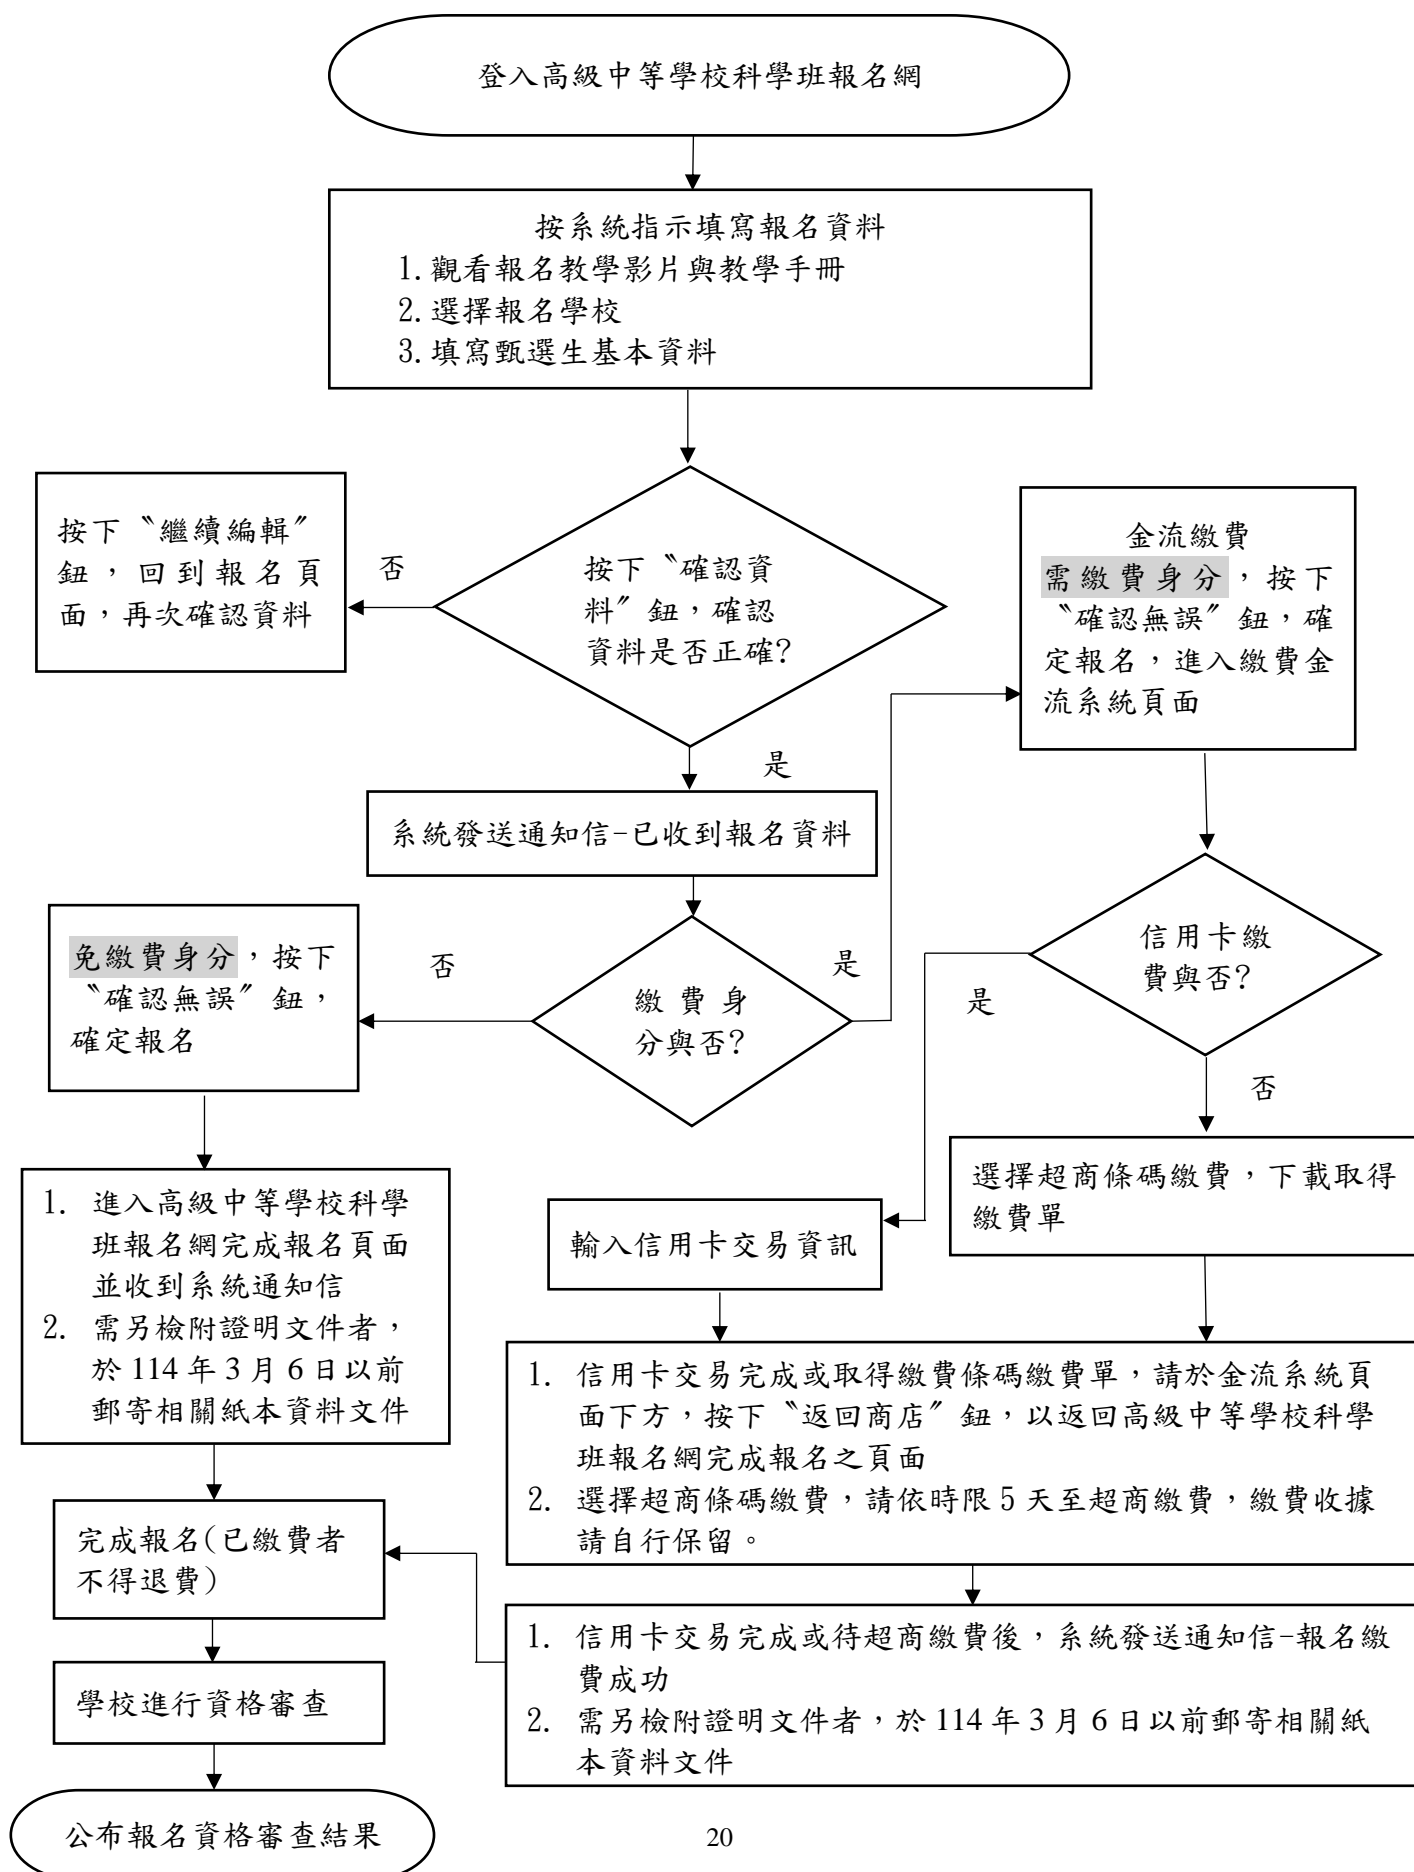 登入高級中等學校科學班報名網
按系統指示填寫報名資料
1.觀看報名教學影片與教學手冊
2.選擇報名學校
3.填寫甄選生基本資料
按下〝繼續編輯〞
鈕，回到報名頁
面，再次確認資料
否
按下〝確認資
料〞鈕，確認
資料是否正確?
金流繳費
需繳費身分，按下
〝確認無誤〞鈕，確
定報名，進入繳費金
流系統頁面
是
系統發送通知信-已收到報名資料
免繳費身分，按下
〝確認無誤〞鈕，
確定報名
否
繳費身
分與否?
是
信用卡繳
費與否?
是
否
選擇超商條碼繳費，下載取得
繳費單
輸入信用卡交易資訊
1. 進入高級中等學校科學
班報名網完成報名頁面
並收到系統通知信
2. 需另檢附證明文件者，
於 114 年 3 月 6 日以前
郵寄相關紙本資料文件
1. 信用卡交易完成或取得繳費條碼繳費單，請於金流系統頁
面下方，按下〝返回商店〞鈕，以返回高級中等學校科學
班報名網完成報名之頁面
2. 選擇超商條碼繳費，請依時限 5 天至超商繳費，繳費收據
請自行保留。
完成報名(已繳費者
不得退費)
1. 信用卡交易完成或待超商繳費後，系統發送通知信-報名繳
費成功
2. 需另檢附證明文件者，於 114 年 3 月 6 日以前郵寄相關紙
本資料文件
學校進行資格審查
公布報名資格審查結果
20